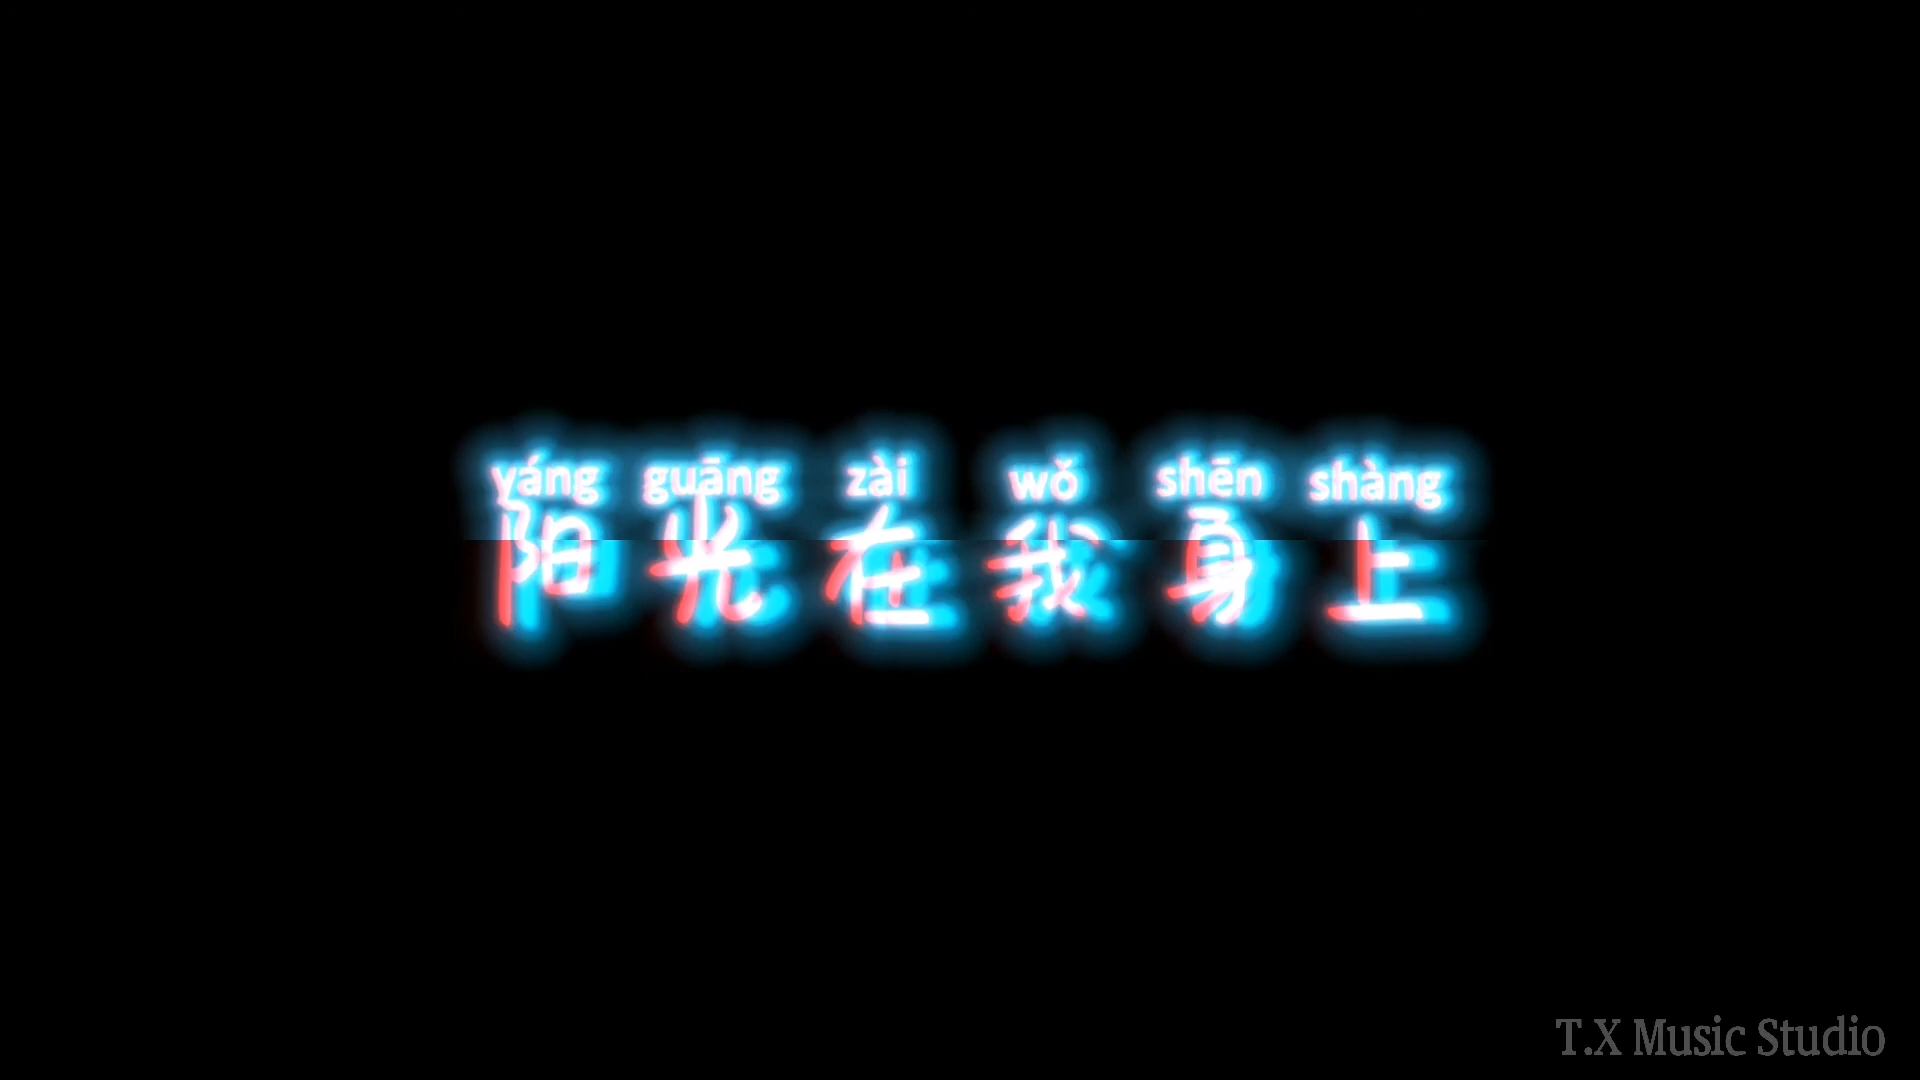 yáng guāng zài wǒ shēn shàng
阳光在我身上
T.X Music Studio